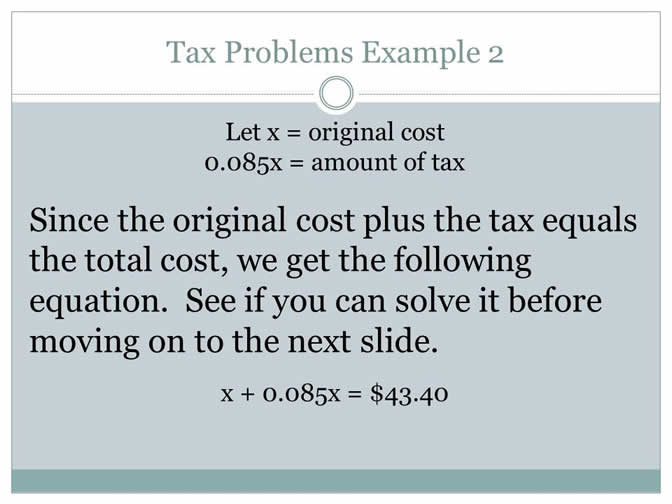 Tax Problems Example 2
Let x = original cost
0.085x = amount of tax
Since the original cost plus the tax equals
the total cost, we get the following
equation.  See if you can solve it before
moving on to the next slide.
x + 0.085x = $43.40